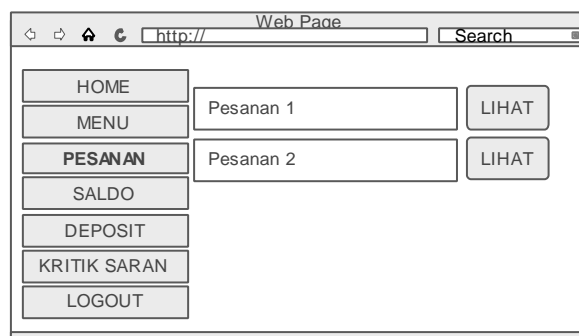 Web Page
http://
Search
HOME
MENU
PESANAN
SALDO
DEPOSIT
KRITIK SARAN
LOGOUT
Pesanan 1
LIHAT
Pesanan 2
LIHAT